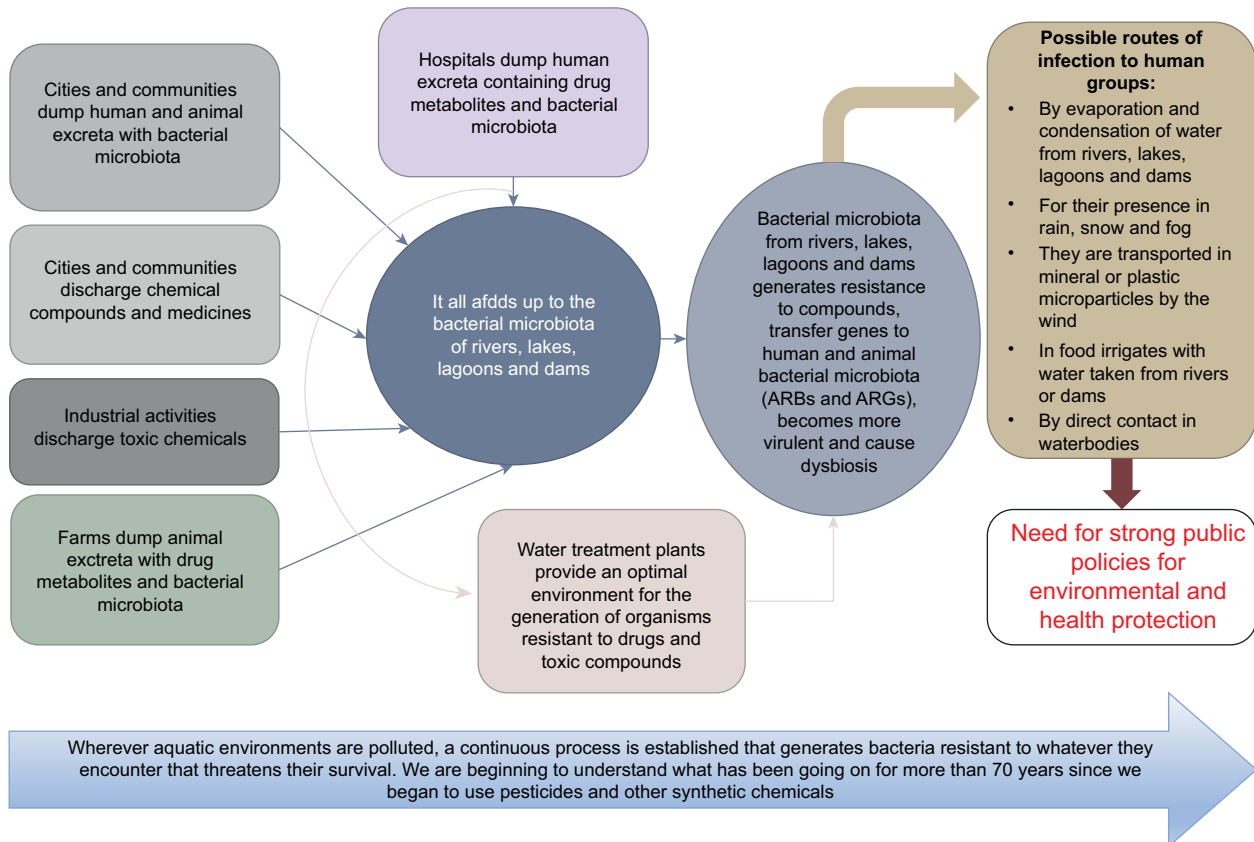 Cities and communities
dump human and animal
excreta with bacterial
microbiota
Hospitals dump human
excreta containing drug
metabolites and bacterial
microbiota
Cities and communities
discharge chemical
compounds and medicines
Industrial activities
discharge toxic chemicals
Farms dump animal
exctreta with drug
metabolites and bacterial
microbiota
It all afdds up to the
bacterial microbiota
of rivers, lakes,
lagoons and dams
Water treatment plants
provide an optimal
environment for the
generation of organisms
resistant to drugs and
toxic compounds
Bacterial microbiota
from rivers, lakes,
lagoons and dams
generates resistance
to compounds,
transfer genes to
human and animal
bacterial microbiota
(ARBs and ARGs),
becomes more
virulent and cause
dysbiosis
Possible routes of
infection to human
groups:
• By evaporation and
condensation of water
from rivers, lakes,
lagoons and dams
• For their presence in
rain, snow and fog
• They are transported in
mineral or plastic
microparticles by the
wind
• In food irrigates with
water taken from rivers
or dams
• By direct contact in
waterbodies
Need for strong public
policies for
environmental and
health protection
Wherever aquatic environments are polluted, a continuous process is established that generates bacteria resistant to whatever they
encounter that threatens their survival. We are beginning to understand what has been going on for more than 70 years since we
began to use pesticides and other synthetic chemicals